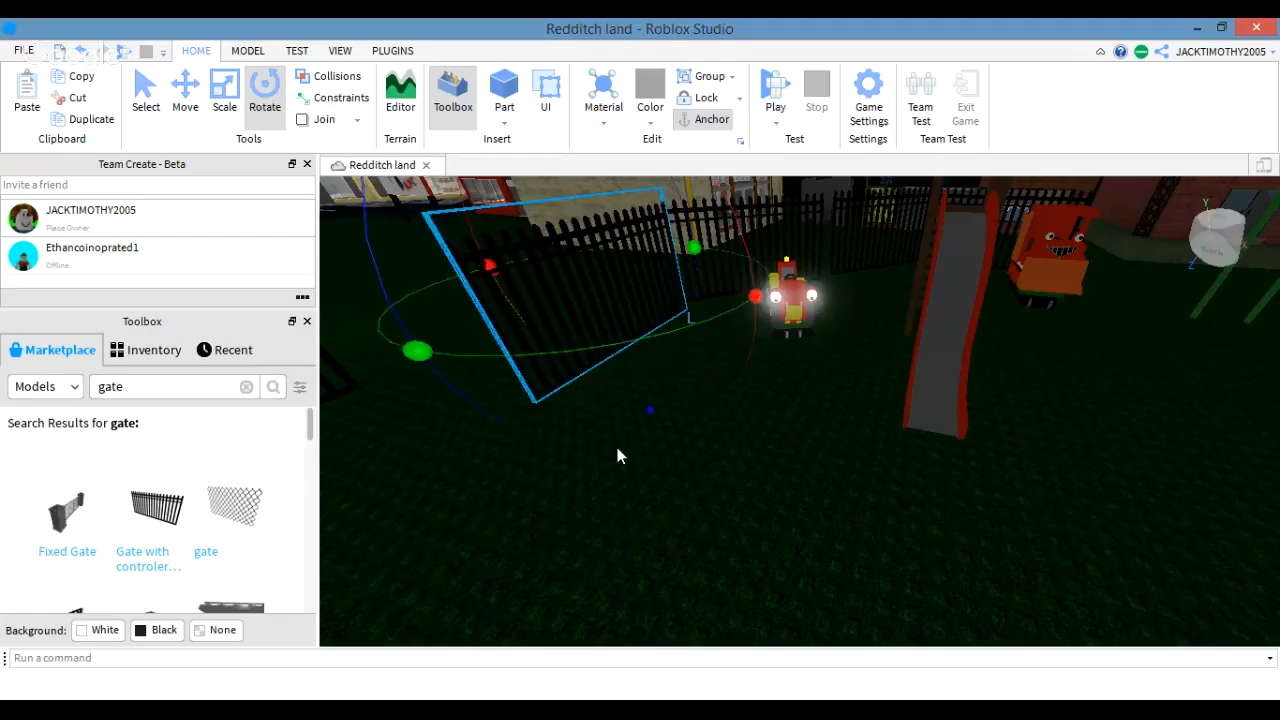 Redditch land - Roblox Studio
FILE HOME MODEL TEST VIEW PLUGINS JACKTIMOTHY2005
Google
Paste Copy Cut Duplicate
Select Move Scale Rotate
Collisions Constraints Join
Editor Toolbox Part UI
Material Color Group Lock Anchor
Play Stop Game Settings Team Test Exit Game
Clipboard Tools Terrain Insert Edit Test Settings Team Test
Team Create - Beta
Redditch land
Invite a friend
JACKTIMOTHY2005
Place Owner
Ethancoinoprated1
Offline
Toolbox
Marketplace Inventory Recent
Models gate
Search Results for gate:
Fixed Gate
Gate with controler...
gate
Background: White Black None
Run a command
Y
X
Z
Back
L